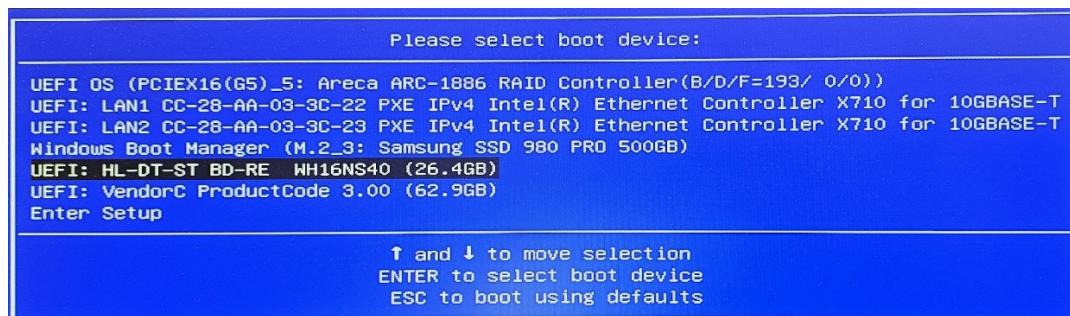 Please select boot device:
UEFI OS (PCIEX16(G5)_5: Areca ARC-1886 RAID Controller(B/D/F=193/ 0/0))
UEFI: LAN1 CC-28-AA-03-3C-22 PXE IPv4 Intel(R) Ethernet Controller X710 for 10GBASE-T
UEFI: LAN2 CC-28-AA-03-3C-23 PXE IPv4 Intel(R) Ethernet Controller X710 for 10GBASE-T
Windows Boot Manager (M.2_3: Samsung SSD 980 PRO 500GB)
UEFI: HL-DT-ST BD-RE  WH16NS40 (26.4GB)
UEFI: VendorC ProductCode 3.00 (62.9GB)
Enter Setup
↑ and ↓ to move selection
ENTER to select boot device
ESC to boot using defaults